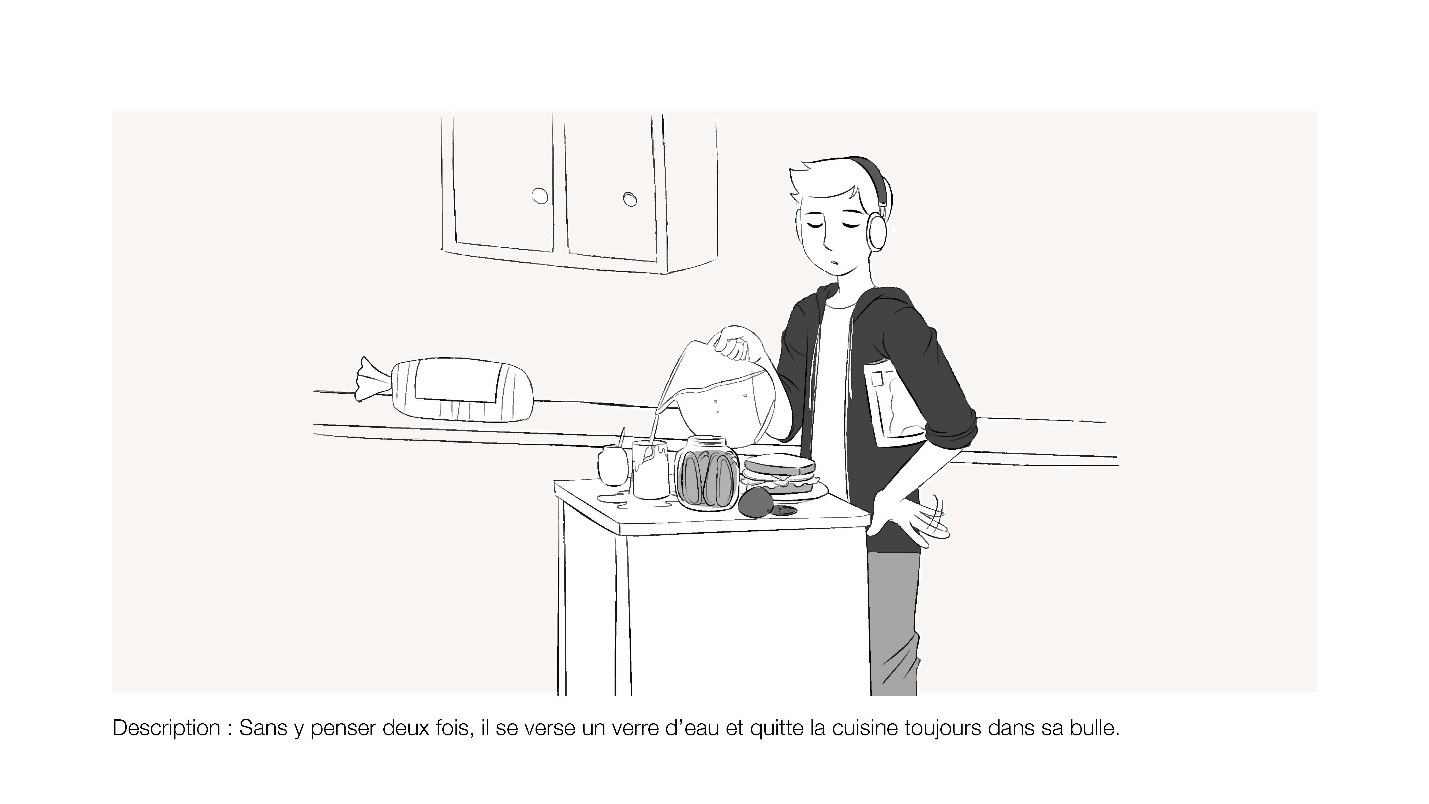 Description : Sans y penser deux fois, il se verse un verre d’eau et quitte la cuisine toujours dans sa bulle.